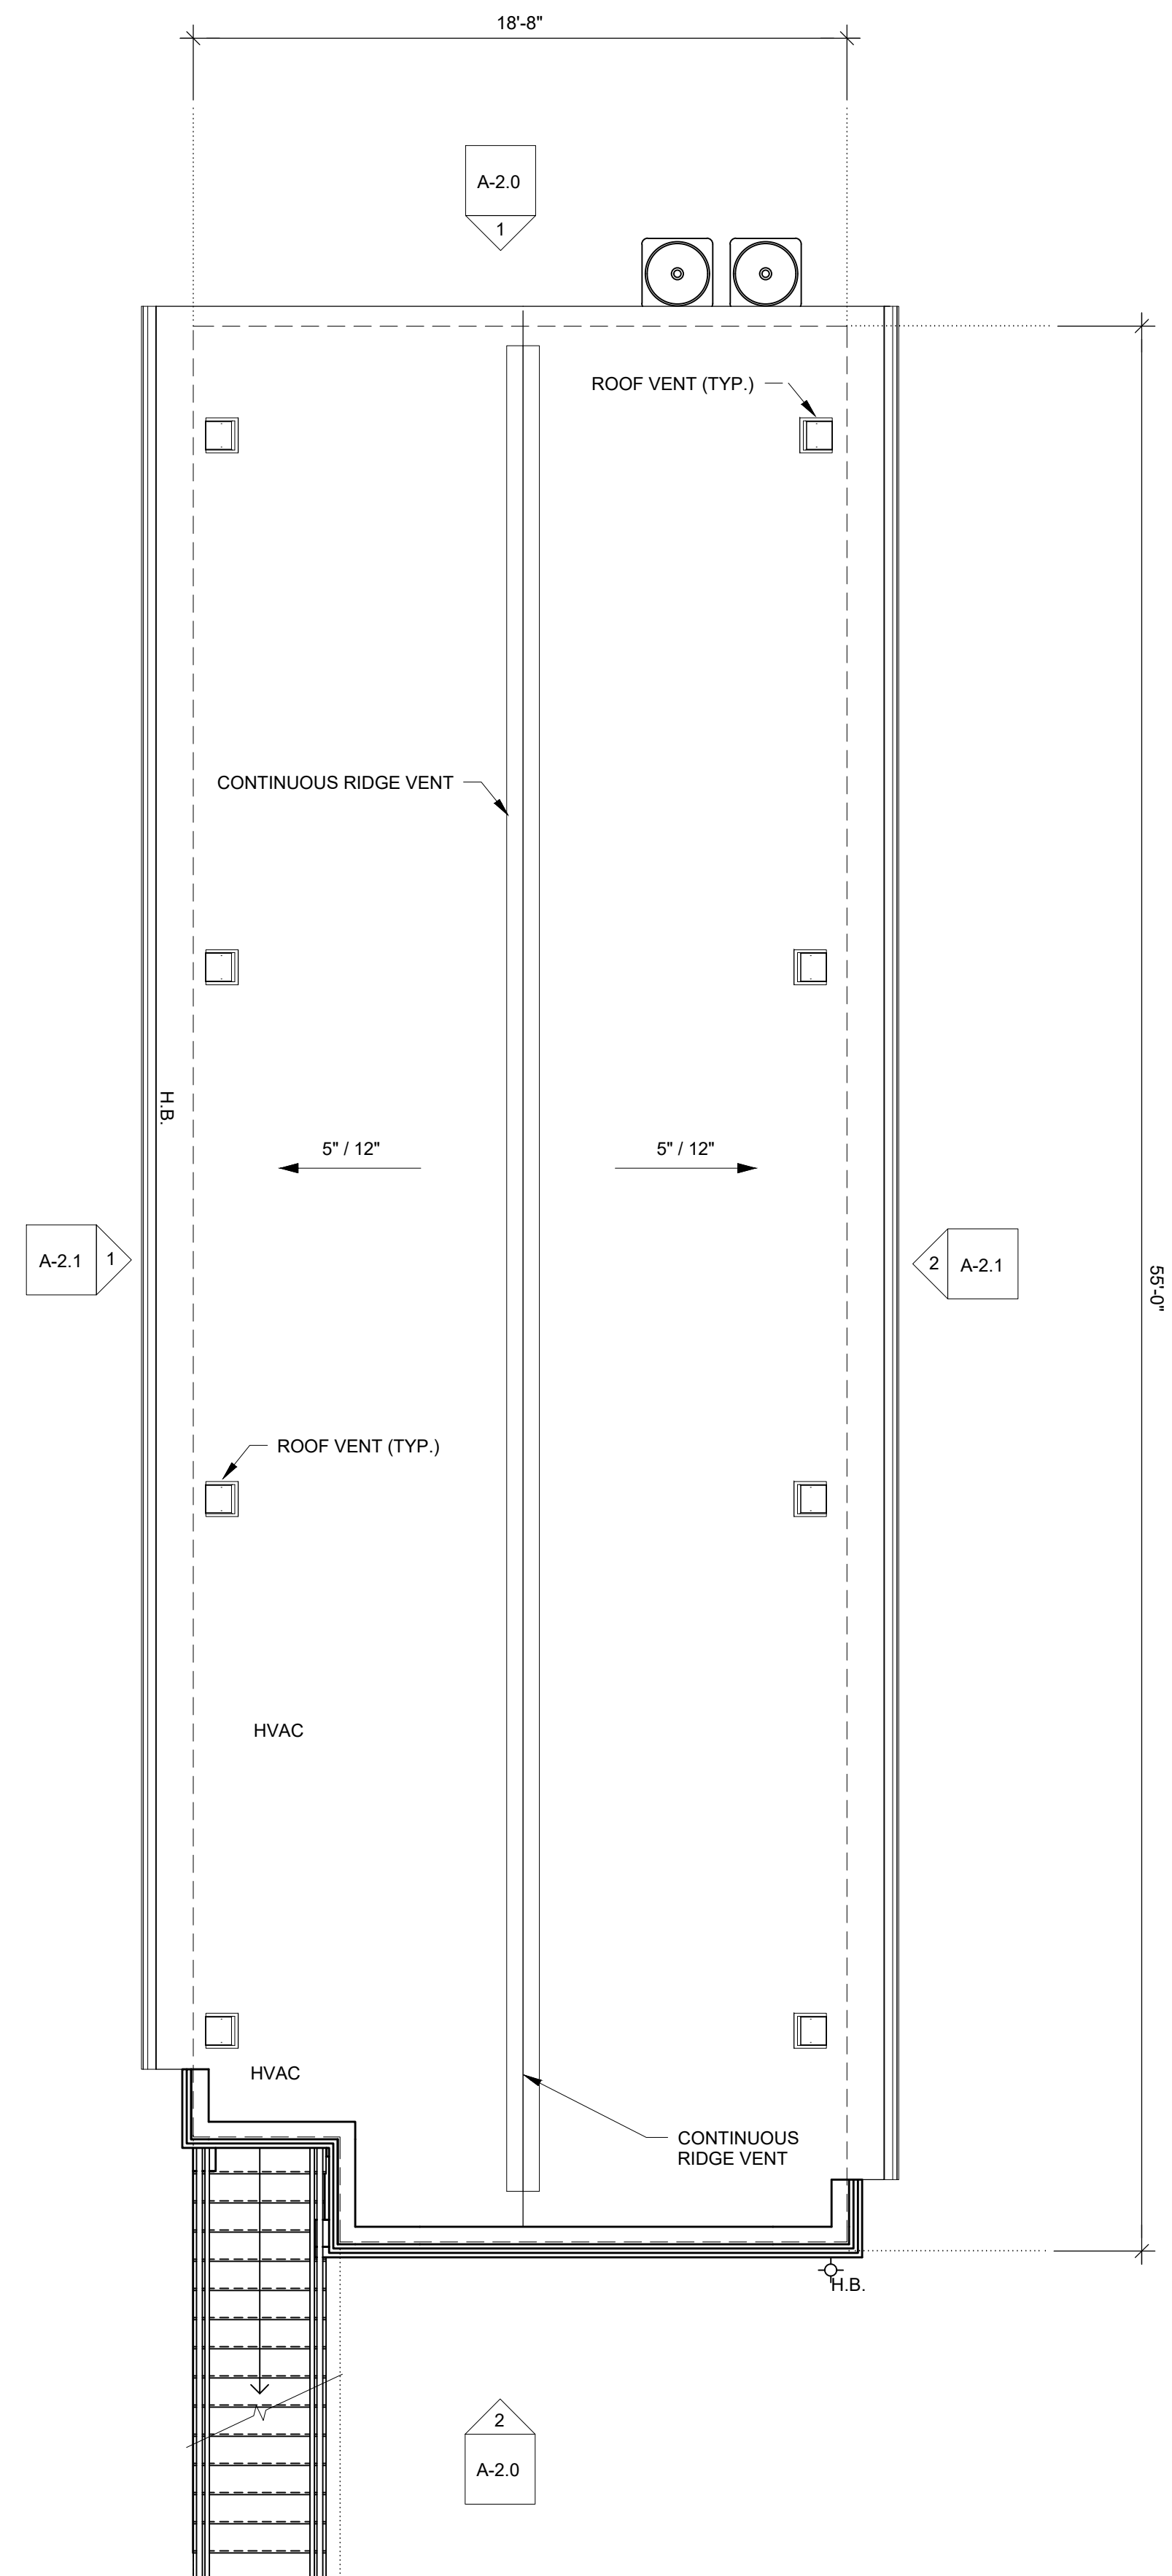 18'-8"
A-2.0
1
ROOF VENT (TYP.)
CONTINUOUS RIDGE VENT
H.B.
5" / 12"
5" / 12"
A-2.1
1
2
A-2.1
55'-0"
ROOF VENT (TYP.)
HVAC
HVAC
CONTINUOUS
RIDGE VENT
H.B.
2
A-2.0